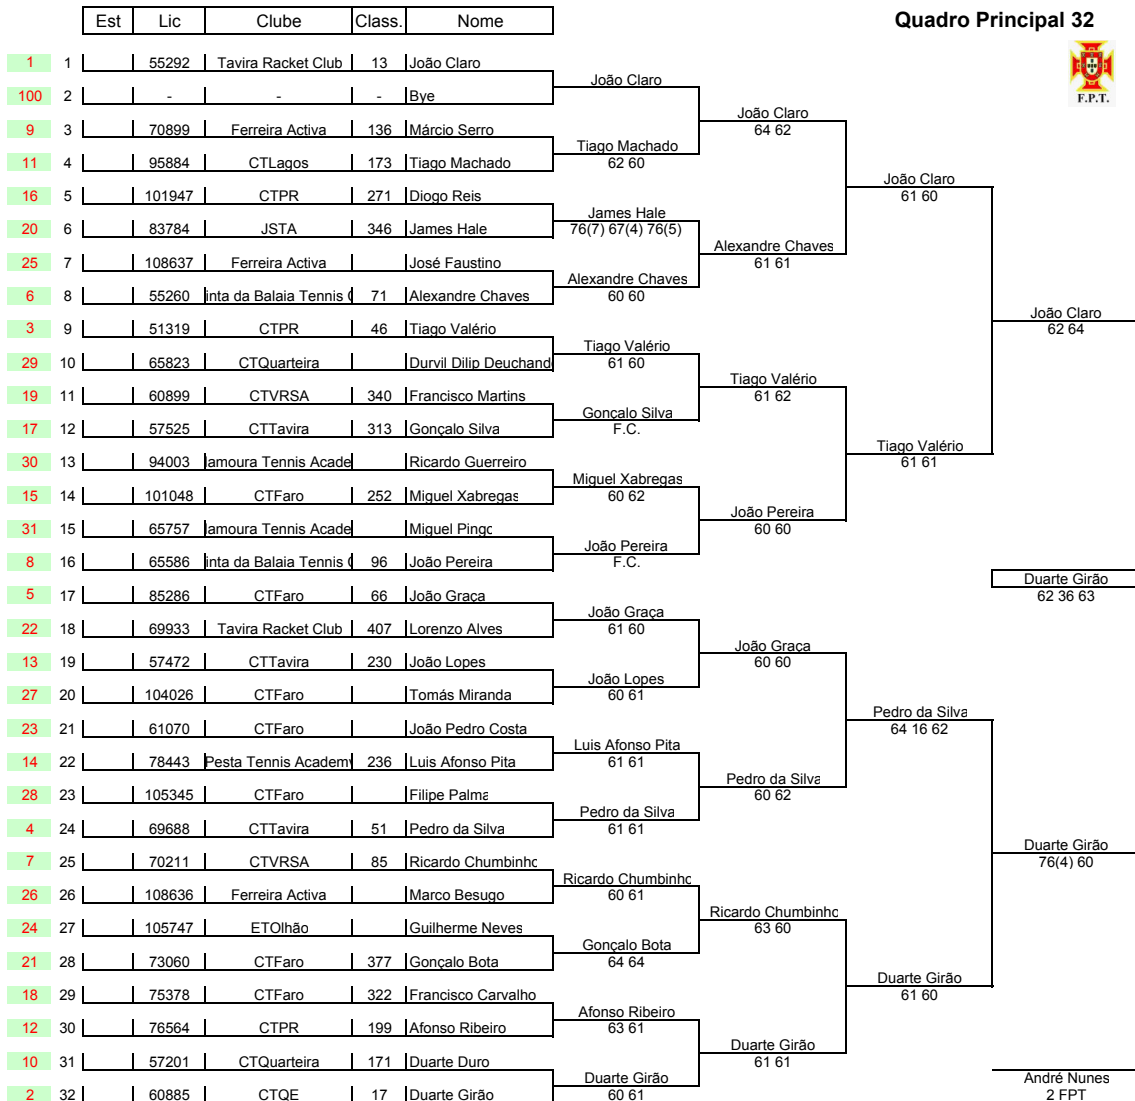 Est Lic Clube Class. Nome
Quadro Principal 32
F.P.T.
1 1 55292 Tavira Racket Club 13 João Claro
João Claro
100 2 - - - Bye
João Claro
64 62
9 3 70899 Ferreira Activa 136 Márcio Serro
Tiago Machado
62 60
11 4 95884 CTLagos 173 Tiago Machado
João Claro
61 60
16 5 101947 CTPR 271 Diogo Reis
James Hale
76(7) 67(4) 76(5)
20 6 83784 JSTA 346 James Hale
Alexandre Chaves
61 61
25 7 108637 Ferreira Activa José Faustino
Alexandre Chaves
60 60
6 8 55260 inta da Balaia Tennis C 71 Alexandre Chaves
João Claro
62 64
3 9 51319 CTPR 46 Tiago Valério
Tiago Valério
61 60
29 10 65823 CTQuarteira Durvil Dilip Deuchand
Tiago Valério
61 62
19 11 60899 CTVRSA 340 Francisco Martins
Gonçalo Silva
F.C.
17 12 57525 CTTavira 313 Gonçalo Silva
Tiago Valério
61 61
30 13 94003 lamoura Tennis Acade Ricardo Guerreiro
Miguel Xabregas
60 62
15 14 101048 CTFaro 252 Miguel Xabregas
João Pereira
60 60
31 15 65757 lamoura Tennis Acade Miguel Pingo
João Pereira
F.C.
8 16 65586 inta da Balaia Tennis C 96 João Pereira
Duarte Girão
62 36 63
5 17 85286 CTFaro 66 João Graça
João Graça
61 60
22 18 69933 Tavira Racket Club 407 Lorenzo Alves
João Graça
60 60
13 19 57472 CTTavira 230 João Lopes
João Lopes
60 61
27 20 104026 CTFaro Tomás Miranda
Pedro da Silva
64 16 62
23 21 61070 CTFaro João Pedro Costa
Luis Afonso Pita
61 61
14 22 78443 Pesta Tennis Academy 236 Luis Afonso Pita
Pedro da Silva
60 62
28 23 105345 CTFaro Filipe Palma
Pedro da Silva
61 61
4 24 69688 CTTavira 51 Pedro da Silva
Duarte Girão
76(4) 60
7 25 70211 CTVRSA 85 Ricardo Chumbinho
Ricardo Chumbinho
60 61
26 26 108636 Ferreira Activa Marco Besugo
Ricardo Chumbinho
63 60
24 27 105747 ETOlhão Guilherme Neves
Gonçalo Bota
64 64
21 28 73060 CTFaro 377 Gonçalo Bota
Duarte Girão
61 60
18 29 75378 CTFaro 322 Francisco Carvalho
Afonso Ribeiro
63 61
12 30 76564 CTPR 199 Afonso Ribeiro
Duarte Girão
61 61
10 31 57201 CTQuarteira 171 Duarte Duro
Duarte Girão
60 61
2 32 60885 CTQE 17 Duarte Girão
André Nunes
2 FPT